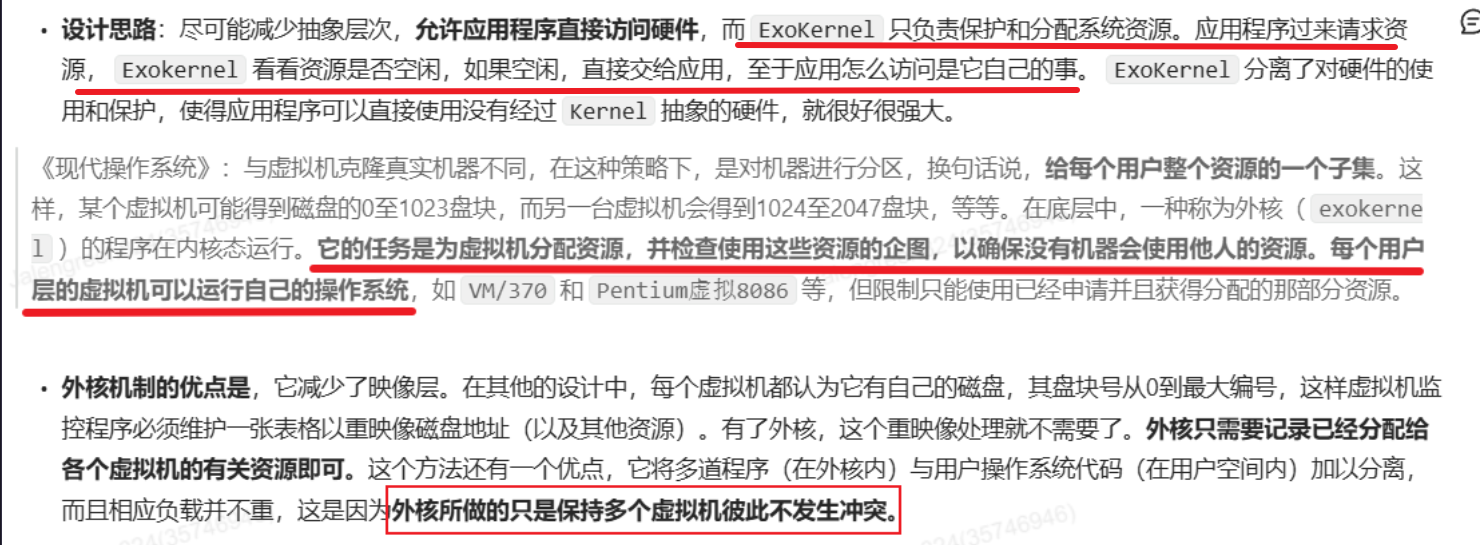 • 设计思路：尽可能减少抽象层次，允许应用程序直接访问硬件，而 ExoKernel 只负责保护和分配系统资源。应用程序过来请求资
源， Exokernel 看看资源是否空闲，如果空闲，直接交给应用，至于应用怎么访问是它自己的事。 ExoKernel 分离了对硬件的使
用和保护，使得应用程序可以直接使用没有经过 Kernel 抽象的硬件，就很好很强大。
《现代操作系统》：与虚拟机克隆真实机器不同，在这种策略下，是对机器进行分区，换句话说，给每个用户整个资源的一个子集。这
样，某个虚拟机可能得到磁盘的0至1023盘块，而另一台虚拟机会得到1024至2047盘块，等等。在底层中，一种称为外核（ exokerne
l ）的程序在内核态运行。它的任务是为虚拟机分配资源，并检查使用这些资源的企图，以确保没有机器会使用他人的资源。每个用户
层的虚拟机可以运行自己的操作系统，如 VM/370 和 Pentium虚拟8086 等，但限制只能使用已经申请并且获得分配的那部分资源。
• 外核机制的优点是，它减少了映像层。在其他的设计中，每个虚拟机都认为它有自己的磁盘，其盘块号从0到最大编号，这样虚拟机监
控程序必须维护一张表格以重映像磁盘地址（以及其他资源）。有了外核，这个重映像处理就不需要了。外核只需要记录已经分配给
各个虚拟机的有关资源即可。这个方法还有一个优点，它将多道程序（在外核内）与用户操作系统代码（在用户空间内）加以分离，
而且相应负载并不重，这是因为外核所做的只是保持多个虚拟机彼此不发生冲突。